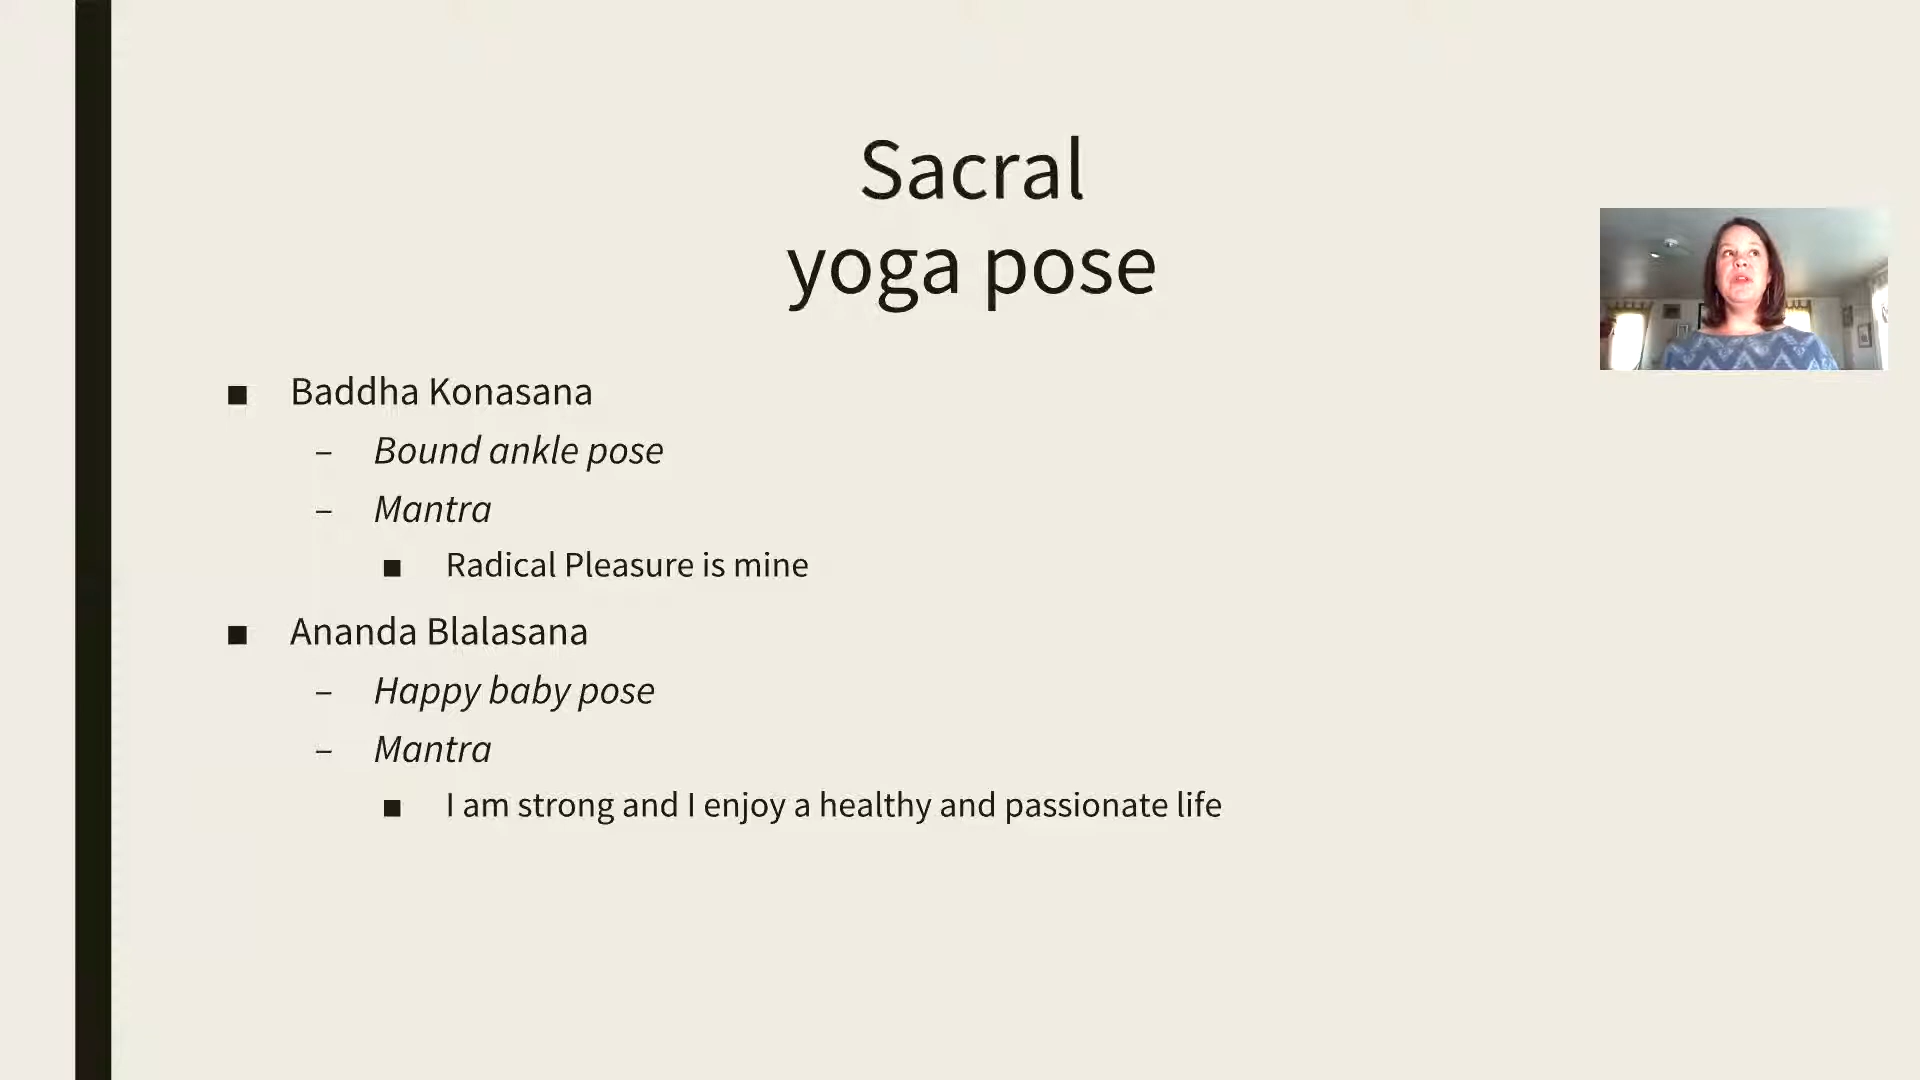 Sacral
yoga pose
■ Baddha Konasana
– Bound ankle pose
– Mantra
■ Radical Pleasure is mine
■ Ananda Blalasana
– Happy baby pose
– Mantra
■ I am strong and I enjoy a healthy and passionate life